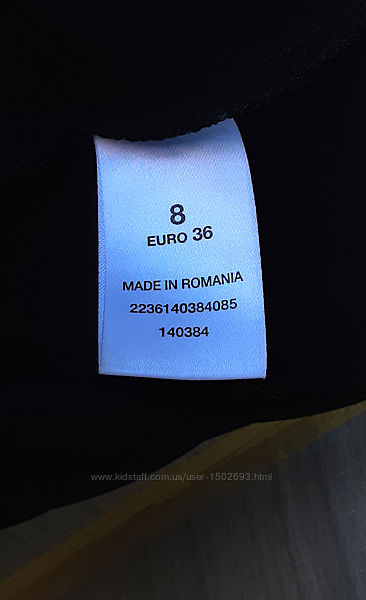 8
EURO 36
MADE IN ROMANIA
2236140384085
140384
www.kidstaff.com.ua/user-1502693.html